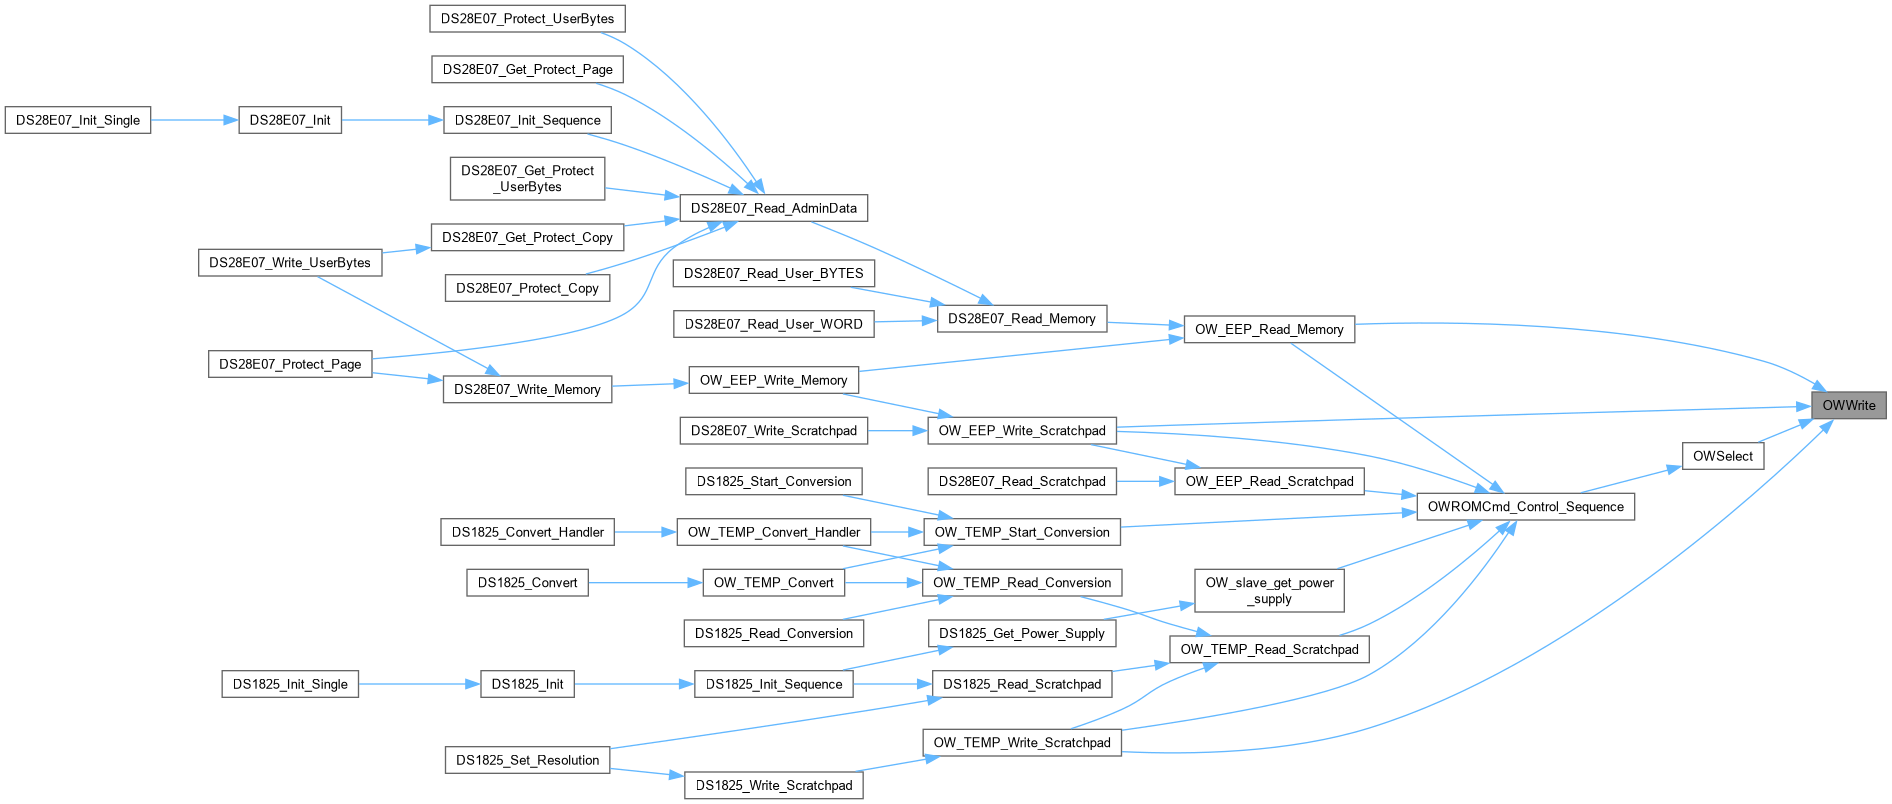 DS28E07_Protect_UserBytes
DS28E07_Get_Protect_Page
DS28E07_Init_Single
DS28E07_Init
DS28E07_Init_Sequence
DS28E07_Get_Protect
_UserBytes
DS28E07_Read_AdminData
DS28E07_Get_Protect_Copy
DS28E07_Write_UserBytes
DS28E07_Protect_Copy
DS28E07_Read_User_BYTES
DS28E07_Read_User_WORD
DS28E07_Read_Memory
OW_EEP_Read_Memory
DS28E07_Protect_Page
DS28E07_Write_Memory
OW_EEP_Write_Memory
OWWrite
DS28E07_Write_Scratchpad
OW_EEP_Write_Scratchpad
OWSelect
DS1825_Start_Conversion
DS28E07_Read_Scratchpad
OW_EEP_Read_Scratchpad
OWROMCmd_Control_Sequence
DS1825_Convert_Handler
OW_TEMP_Convert_Handler
OW_TEMP_Start_Conversion
DS1825_Convert
OW_TEMP_Convert
OW_TEMP_Read_Conversion
OW_slave_get_power
_supply
DS1825_Read_Conversion
DS1825_Get_Power_Supply
OW_TEMP_Read_Scratchpad
DS1825_Init_Single
DS1825_Init
DS1825_Init_Sequence
DS1825_Read_Scratchpad
OW_TEMP_Write_Scratchpad
DS1825_Set_Resolution
DS1825_Write_Scratchpad